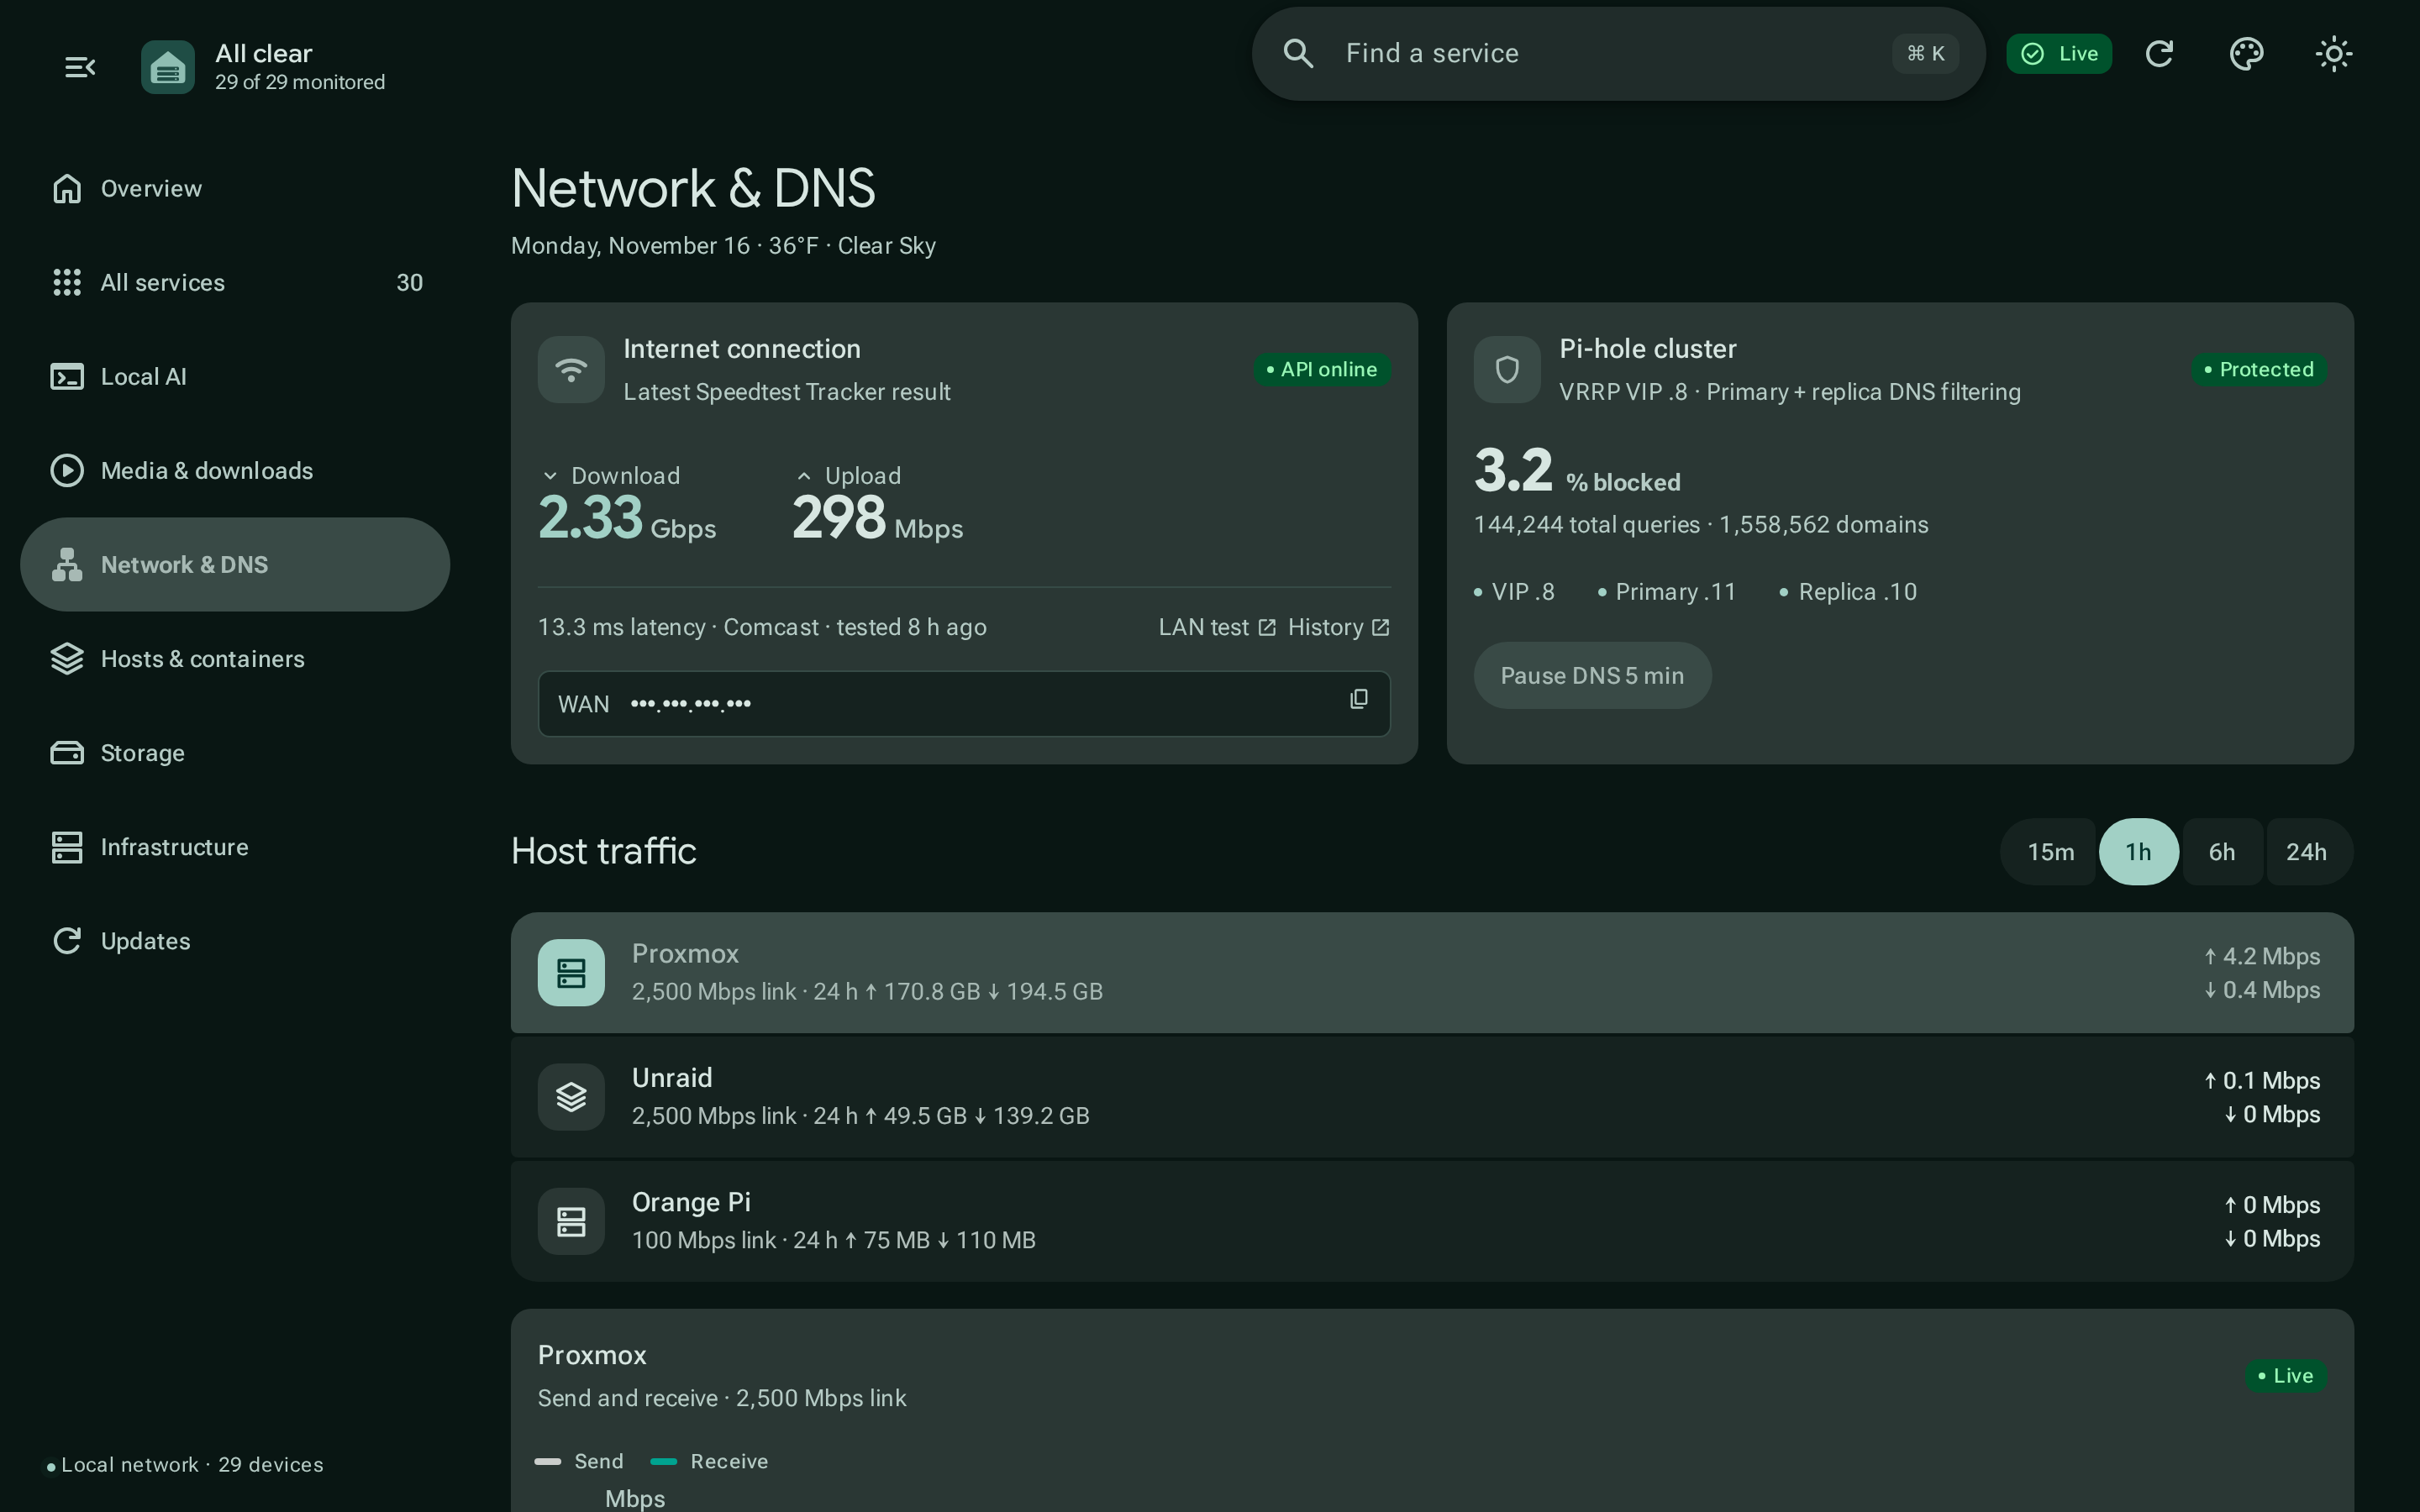 All clear
29 of 29 monitored
Find a service
⌘ K
Live
Overview
All services 30
Local AI
Media & downloads
Network & DNS
Hosts & containers
Storage
Infrastructure
Updates
Local network · 29 devices
Network & DNS
Monday, November 16 · 36°F · Clear Sky
Internet connection
Latest Speedtest Tracker result
• API online
Download
2.33 Gbps
Upload
298 Mbps
13.3 ms latency · Comcast · tested 8 h ago
LAN test History
WAN •••.•••.•••.•••
Pi-hole cluster
VRRP VIP .8 · Primary + replica DNS filtering
• Protected
3.2 % blocked
144,244 total queries · 1,558,562 domains
• VIP .8 • Primary .11 • Replica .10
Pause DNS 5 min
Host traffic
15m 1h 6h 24h
Proxmox
2,500 Mbps link · 24 h ↑ 170.8 GB ↓ 194.5 GB
↑ 4.2 Mbps
↓ 0.4 Mbps
Unraid
2,500 Mbps link · 24 h ↑ 49.5 GB ↓ 139.2 GB
↑ 0.1 Mbps
↓ 0 Mbps
Orange Pi
100 Mbps link · 24 h ↑ 75 MB ↓ 110 MB
↑ 0 Mbps
↓ 0 Mbps
Proxmox
Send and receive · 2,500 Mbps link
• Live
Send Receive
Mbps